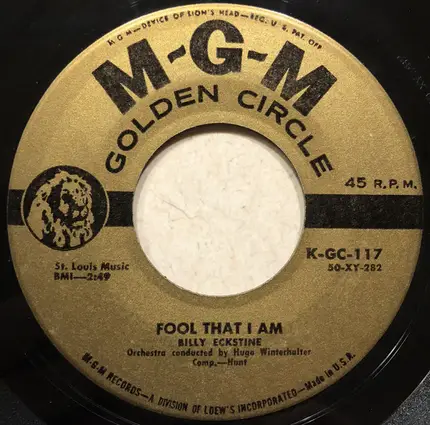 M G M—DEVICE OF LION'S HEAD—REG. U. S. PAT. OFF.
M-G-M
GOLDEN CIRCLE
45 R.P.M.
K-GC-117
50-XY-282
St. Louis Music
BMI—2:49
FOOL THAT I AM
BILLY ECKSTINE
Orchestra conducted by Hugo Winterhalter
Comp.—Hunt
M-G-M RECORDS—A DIVISION OF LOEW'S INCORPORATED—Made in U.S.A.